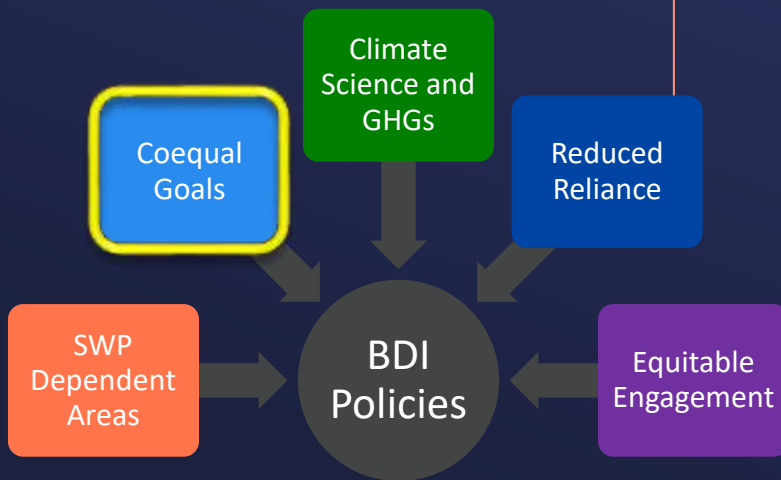 Climate
Science and
GHGs
Coequal
Goals
Reduced
Reliance
SWP
Dependent
Areas
BDI
Policies
Equitable
Engagement